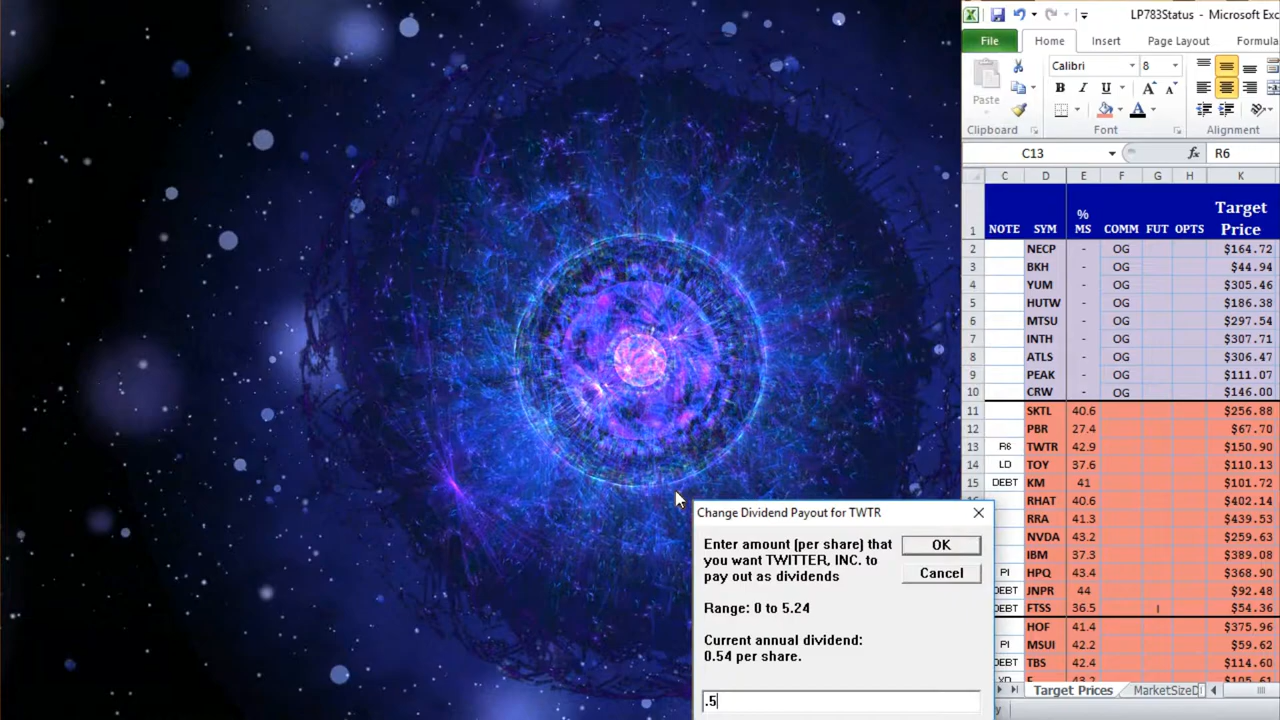 LP783Status - Microsoft Exc
File Home Insert Page Layout Formula
Calibri 8
Paste B I U A A A
Clipboard Font Alignment
C13 fx R6
C D E F G H K
1 NOTE SYM % MS COMM FUT OPTS Target Price
2 NECP - OG $164.72
3 BKH - OG $44.94
4 YUM - OG $305.46
5 HUTW - OG $186.38
6 MTSU - OG $297.54
7 INTH - OG $307.71
8 ATLS - OG $306.47
9 PEAK - OG $111.07
10 CRW - OG $146.00
11 SKTL 40.6 $256.88
12 PBR 27.4 $67.70
13 R6 TWTR 42.9 $150.90
14 LD TOY 37.6 $110.13
15 DEBT KM 41 $101.72
RHAT 40.6 $402.14
RRA 41.3 $439.53
NVDA 43.2 $259.63
IBM 37.3 $389.08
PI HPQ 43.4 $368.90
DEBT JNPR 44 $92.48
DEBT FTSS 36.5 I $54.36
HOF 41.4 $375.96
PI MSUI 42.2 $59.62
DEBT TBS 42.4 $114.60
Target Prices MarketSizeD
Change Dividend Payout for TWTR
Enter amount (per share) that
you want TWITTER, INC. to
pay out as dividends
OK
Cancel
Range: 0 to 5.24
Current annual dividend:
0.54 per share.
.5